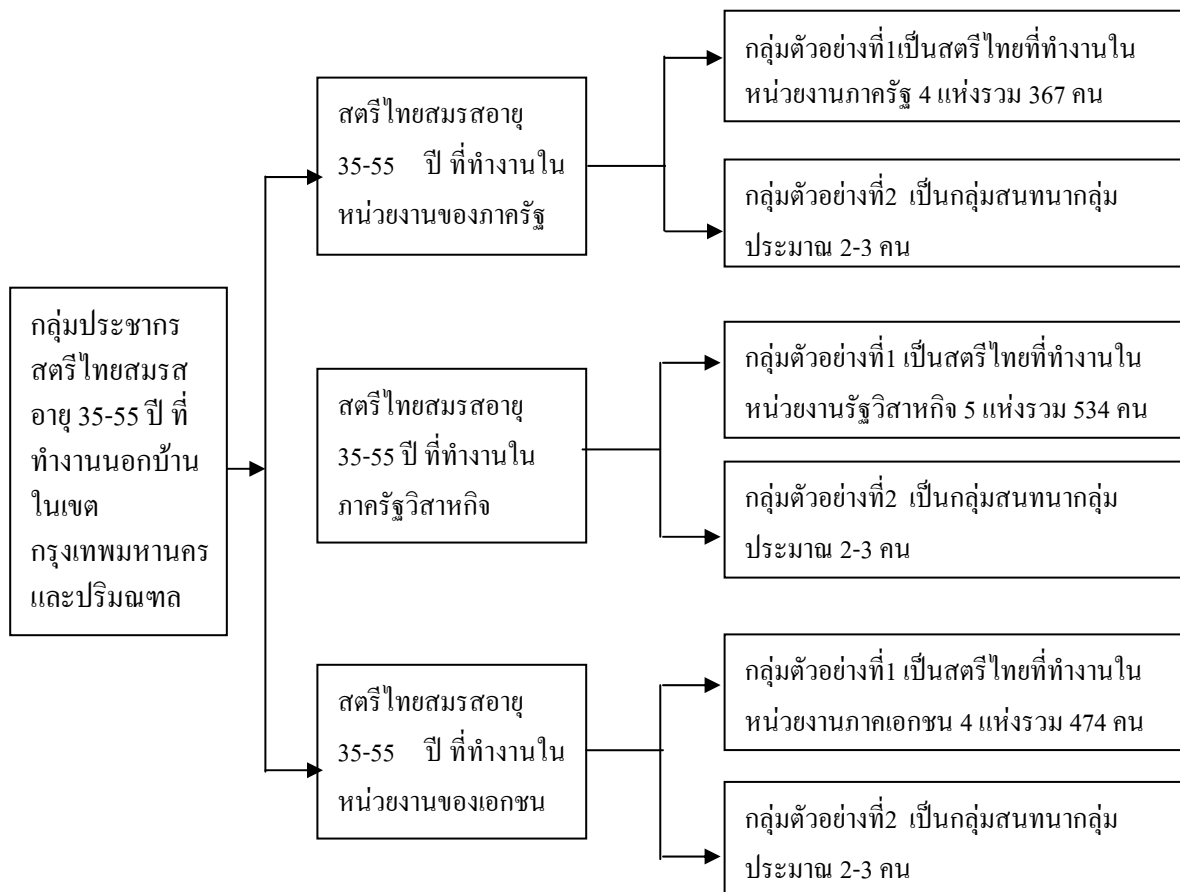 กลุ่มประชากร
สตรีไทยสมรส
อายุ 35-55 ปี ที่
ทำงานนอกบ้าน
ในเขต
กรุงเทพมหานคร
และปริมณฑล
สตรีไทยสมรสอายุ
35-55 ปี ที่ทำงานใน
หน่วยงานของภาครัฐ
กลุ่มตัวอย่างที่1เป็นสตรีไทยที่ทำงานใน
หน่วยงานภาครัฐ 4 แห่งรวม 367 คน
กลุ่มตัวอย่างที่2 เป็นกลุ่มสนทนากลุ่ม
ประมาณ 2-3 คน
สตรีไทยสมรสอายุ
35-55 ปี ที่ทำงานใน
ภาครัฐวิสาหกิจ
กลุ่มตัวอย่างที่1 เป็นสตรีไทยที่ทำงานใน
หน่วยงานรัฐวิสาหกิจ 5 แห่งรวม 534 คน
กลุ่มตัวอย่างที่2 เป็นกลุ่มสนทนากลุ่ม
ประมาณ 2-3 คน
สตรีไทยสมรสอายุ
35-55 ปี ที่ทำงานใน
หน่วยงานของเอกชน
กลุ่มตัวอย่างที่1 เป็นสตรีไทยที่ทำงานใน
หน่วยงานภาคเอกชน 4 แห่งรวม 474 คน
กลุ่มตัวอย่างที่2 เป็นกลุ่มสนทนากลุ่ม
ประมาณ 2-3 คน